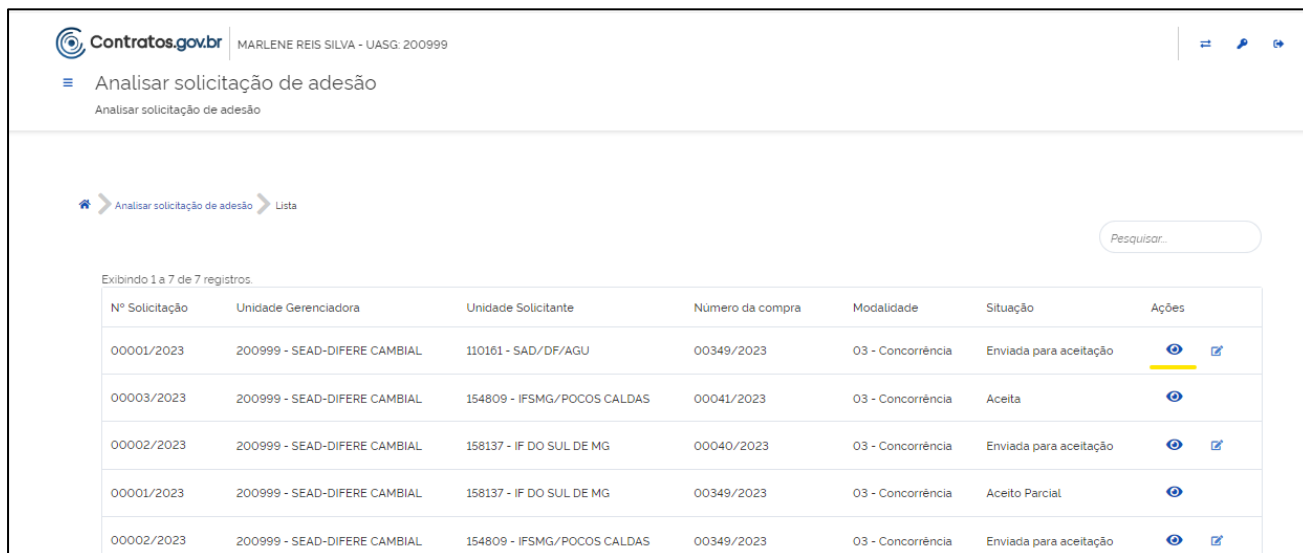 Contratos.gov.br MARLENE REIS SILVA - UASG: 200999
Analisar solicitação de adesão
Analisar solicitação de adesão
Analisar solicitação de adesão Lista
Pesquisar...
Exibindo 1 a 7 de 7 registros.
Nº Solicitação Unidade Gerenciadora Unidade Solicitante Número da compra Modalidade Situação Ações
00001/2023 200999 - SEAD-DIFERE CAMBIAL 110161 - SAD/DF/AGU 00349/2023 03 - Concorrência Enviada para aceitação
00003/2023 200999 - SEAD-DIFERE CAMBIAL 154809 - IFSMG/POCOS CALDAS 00041/2023 03 - Concorrência Aceita
00002/2023 200999 - SEAD-DIFERE CAMBIAL 158137 - IF DO SUL DE MG 00040/2023 03 - Concorrência Enviada para aceitação
00001/2023 200999 - SEAD-DIFERE CAMBIAL 158137 - IF DO SUL DE MG 00349/2023 03 - Concorrência Aceito Parcial
00002/2023 200999 - SEAD-DIFERE CAMBIAL 154809 - IFSMG/POCOS CALDAS 00349/2023 03 - Concorrência Enviada para aceitação